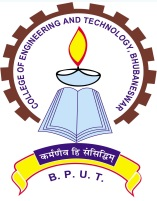 COLLEGE OF ENGINEERING AND TECHNOLOGY, BHUBANESWAR
कर्मणैव हि संसिद्धिम्
B. P. U. T.